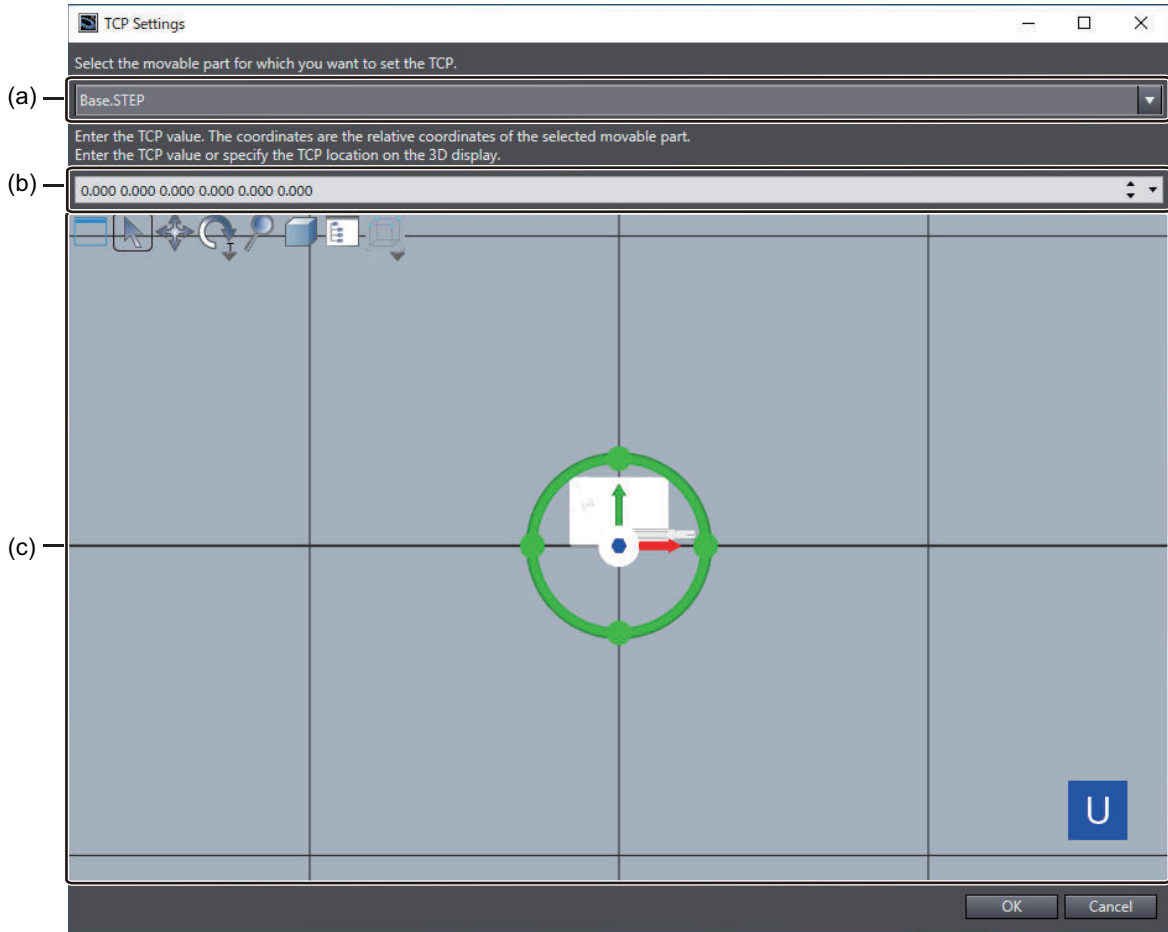 TCP Settings
Select the movable part for which you want to set the TCP.
(a)
Base.STEP
Enter the TCP value. The coordinates are the relative coordinates of the selected movable part.
Enter the TCP value or specify the TCP location on the 3D display.
(b)
0.000 0.000 0.000 0.000 0.000 0.000
T
(c)
U
OK Cancel